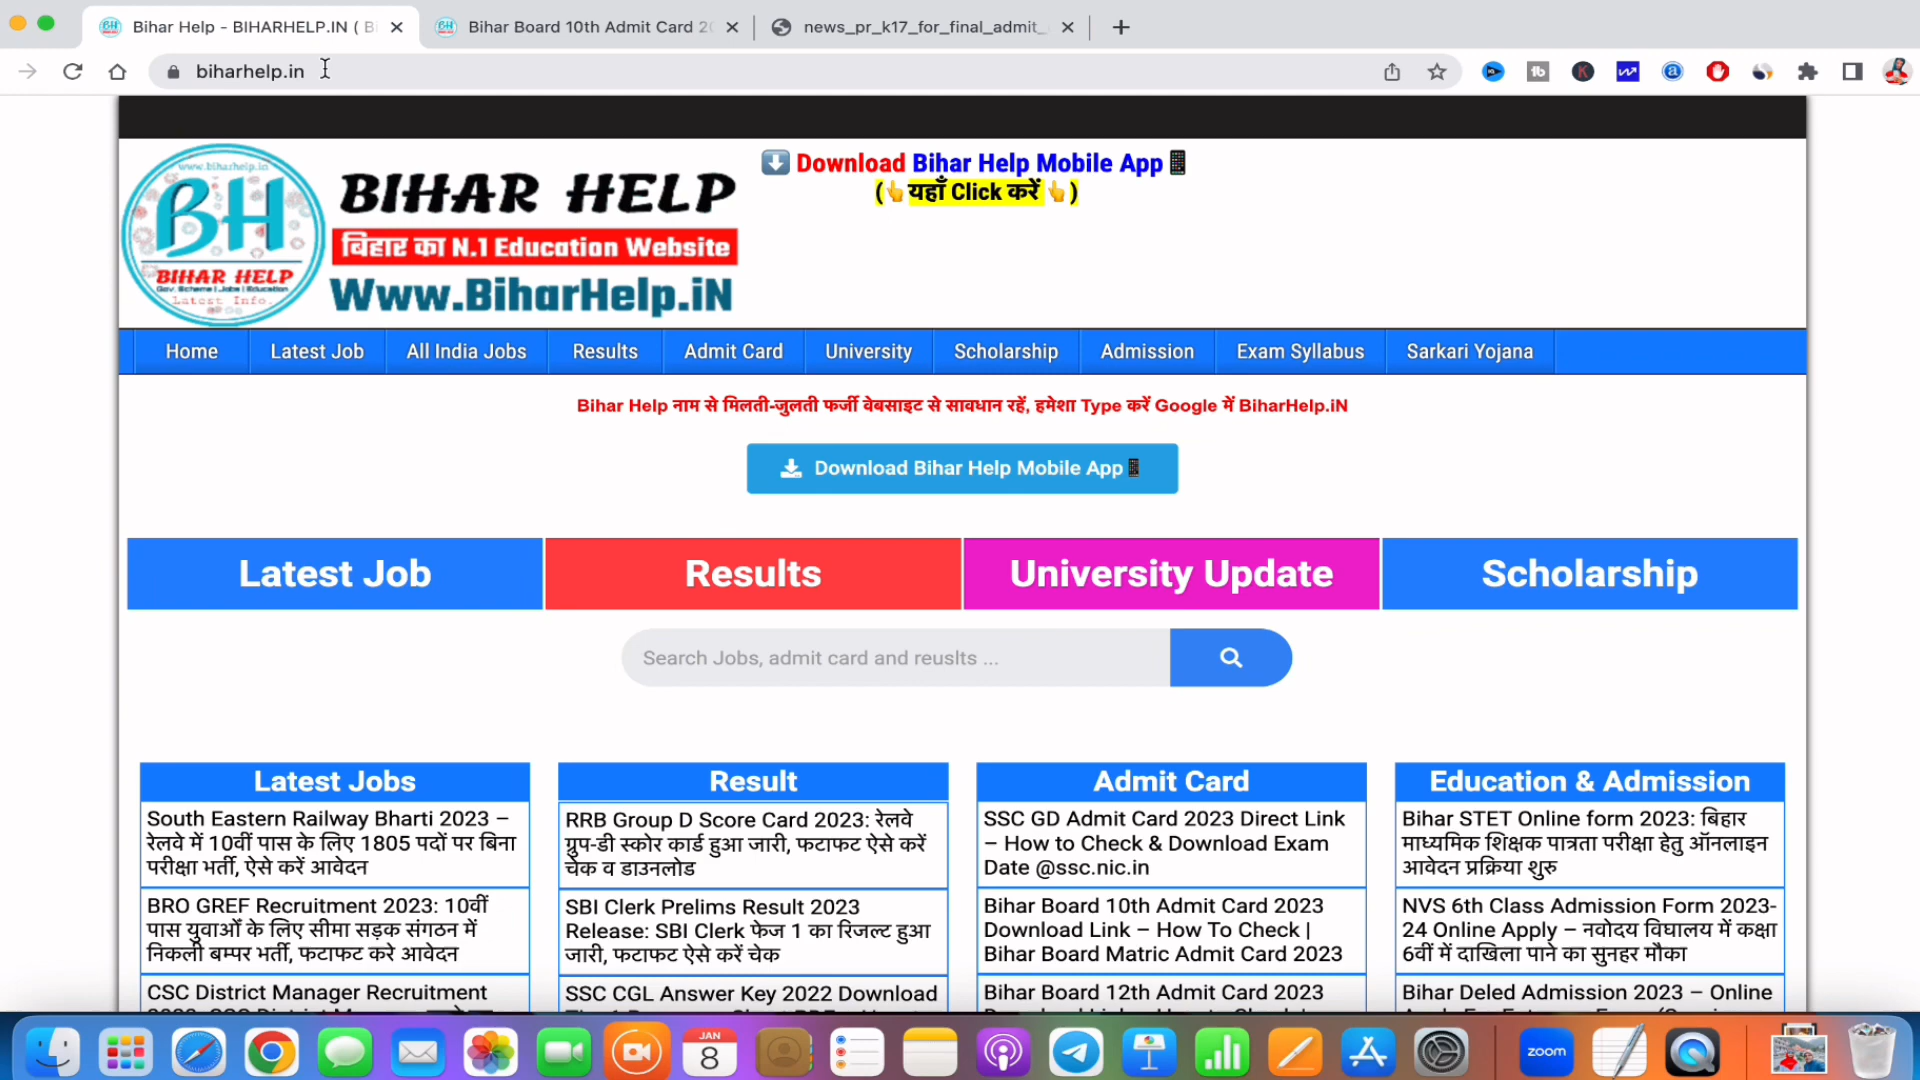 Bihar Help - BIHARHELP.IN ( Bi
Bihar Board 10th Admit Card 20
news_pr_k17_for_final_admit_
biharhelp.in
www.biharhelp.in
BH
BIHAR HELP
Gov. Scheme | Jobs | Education
Latest Info.
BIHAR HELP
बिहार का N.1 Education Website
Www.BiharHelp.iN
Download Bihar Help Mobile App
(यहाँ Click करें)
Home
Latest Job
All India Jobs
Results
Admit Card
University
Scholarship
Admission
Exam Syllabus
Sarkari Yojana
Bihar Help नाम से मिलती-जुलती फर्जी वेबसाइट से सावधान रहें, हमेशा Type करें Google में BiharHelp.iN
Download Bihar Help Mobile App
Latest Job
Results
University Update
Scholarship
Search Jobs, admit card and reuslts ...
Latest Jobs
South Eastern Railway Bharti 2023 –
रेलवे में 10वीं पास के लिए 1805 पदों पर बिना
परीक्षा भर्ती, ऐसे करें आवेदन
BRO GREF Recruitment 2023: 10वीं
पास युवाओं के लिए सीमा सड़क संगठन में
निकली बम्पर भर्ती, फटाफट करे आवेदन
CSC District Manager Recruitment
Result
RRB Group D Score Card 2023: रेलवे
ग्रुप-डी स्कोर कार्ड हुआ जारी, फटाफट ऐसे करें
चेक व डाउनलोड
SBI Clerk Prelims Result 2023
Release: SBI Clerk फेज 1 का रिजल्ट हुआ
जारी, फटाफट ऐसे करें चेक
SSC CGL Answer Key 2022 Download
Admit Card
SSC GD Admit Card 2023 Direct Link
– How to Check & Download Exam
Date @ssc.nic.in
Bihar Board 10th Admit Card 2023
Download Link – How To Check |
Bihar Board Matric Admit Card 2023
Bihar Board 12th Admit Card 2023
Education & Admission
Bihar STET Online form 2023: बिहार
माध्यमिक शिक्षक पात्रता परीक्षा हेतु ऑनलाइन
आवेदन प्रक्रिया शुरु
NVS 6th Class Admission Form 2023-
24 Online Apply – नवोदय विघालय में कक्षा
6वीं में दाखिला पाने का सुनहर मौका
Bihar Deled Admission 2023 – Online
JAN
8
zoom